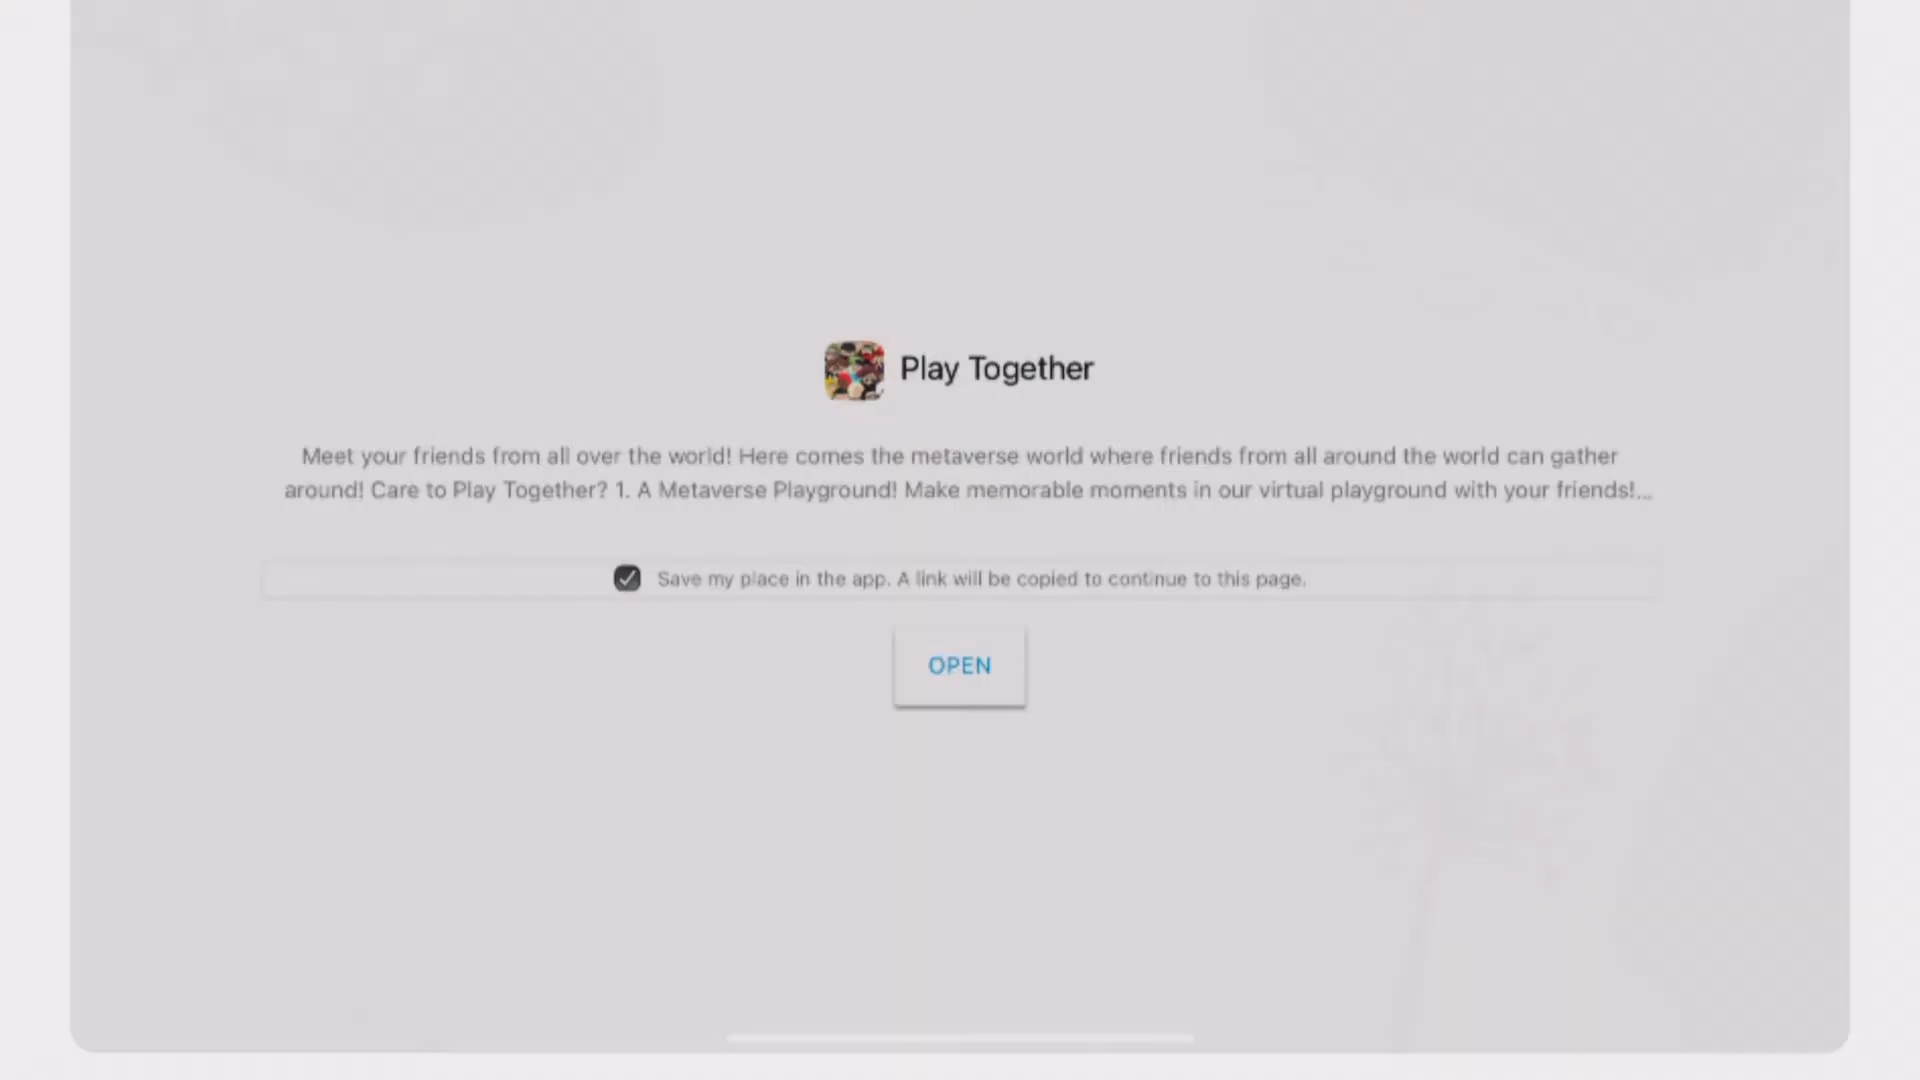 Play Together
Meet your friends from all over the world! Here comes the metaverse world where friends from all around the world can gather
around! Care to Play Together? 1. A Metaverse Playground! Make memorable moments in our virtual playground with your friends!...
Save my place in the app. A link will be copied to continue to this page.
OPEN